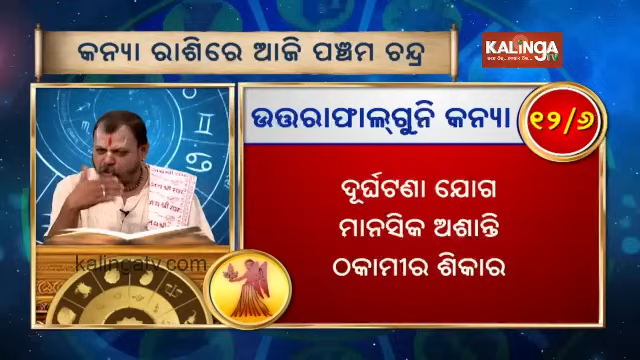 କନ୍ୟା ରାଶିରେ ଆଜି ପଞ୍ଚମ ଚନ୍ଦ୍ର
KALINGA TV
ଉତ୍ତରାଫାଲ୍‌ଗୁନି କନ୍ୟା
୧୨/୬
ଦୂର୍ଘଟଣା ଯୋଗ
ମାନସିକ ଅଶାନ୍ତି
ଠକାମୀର ଶିକାର
kalingatv.com